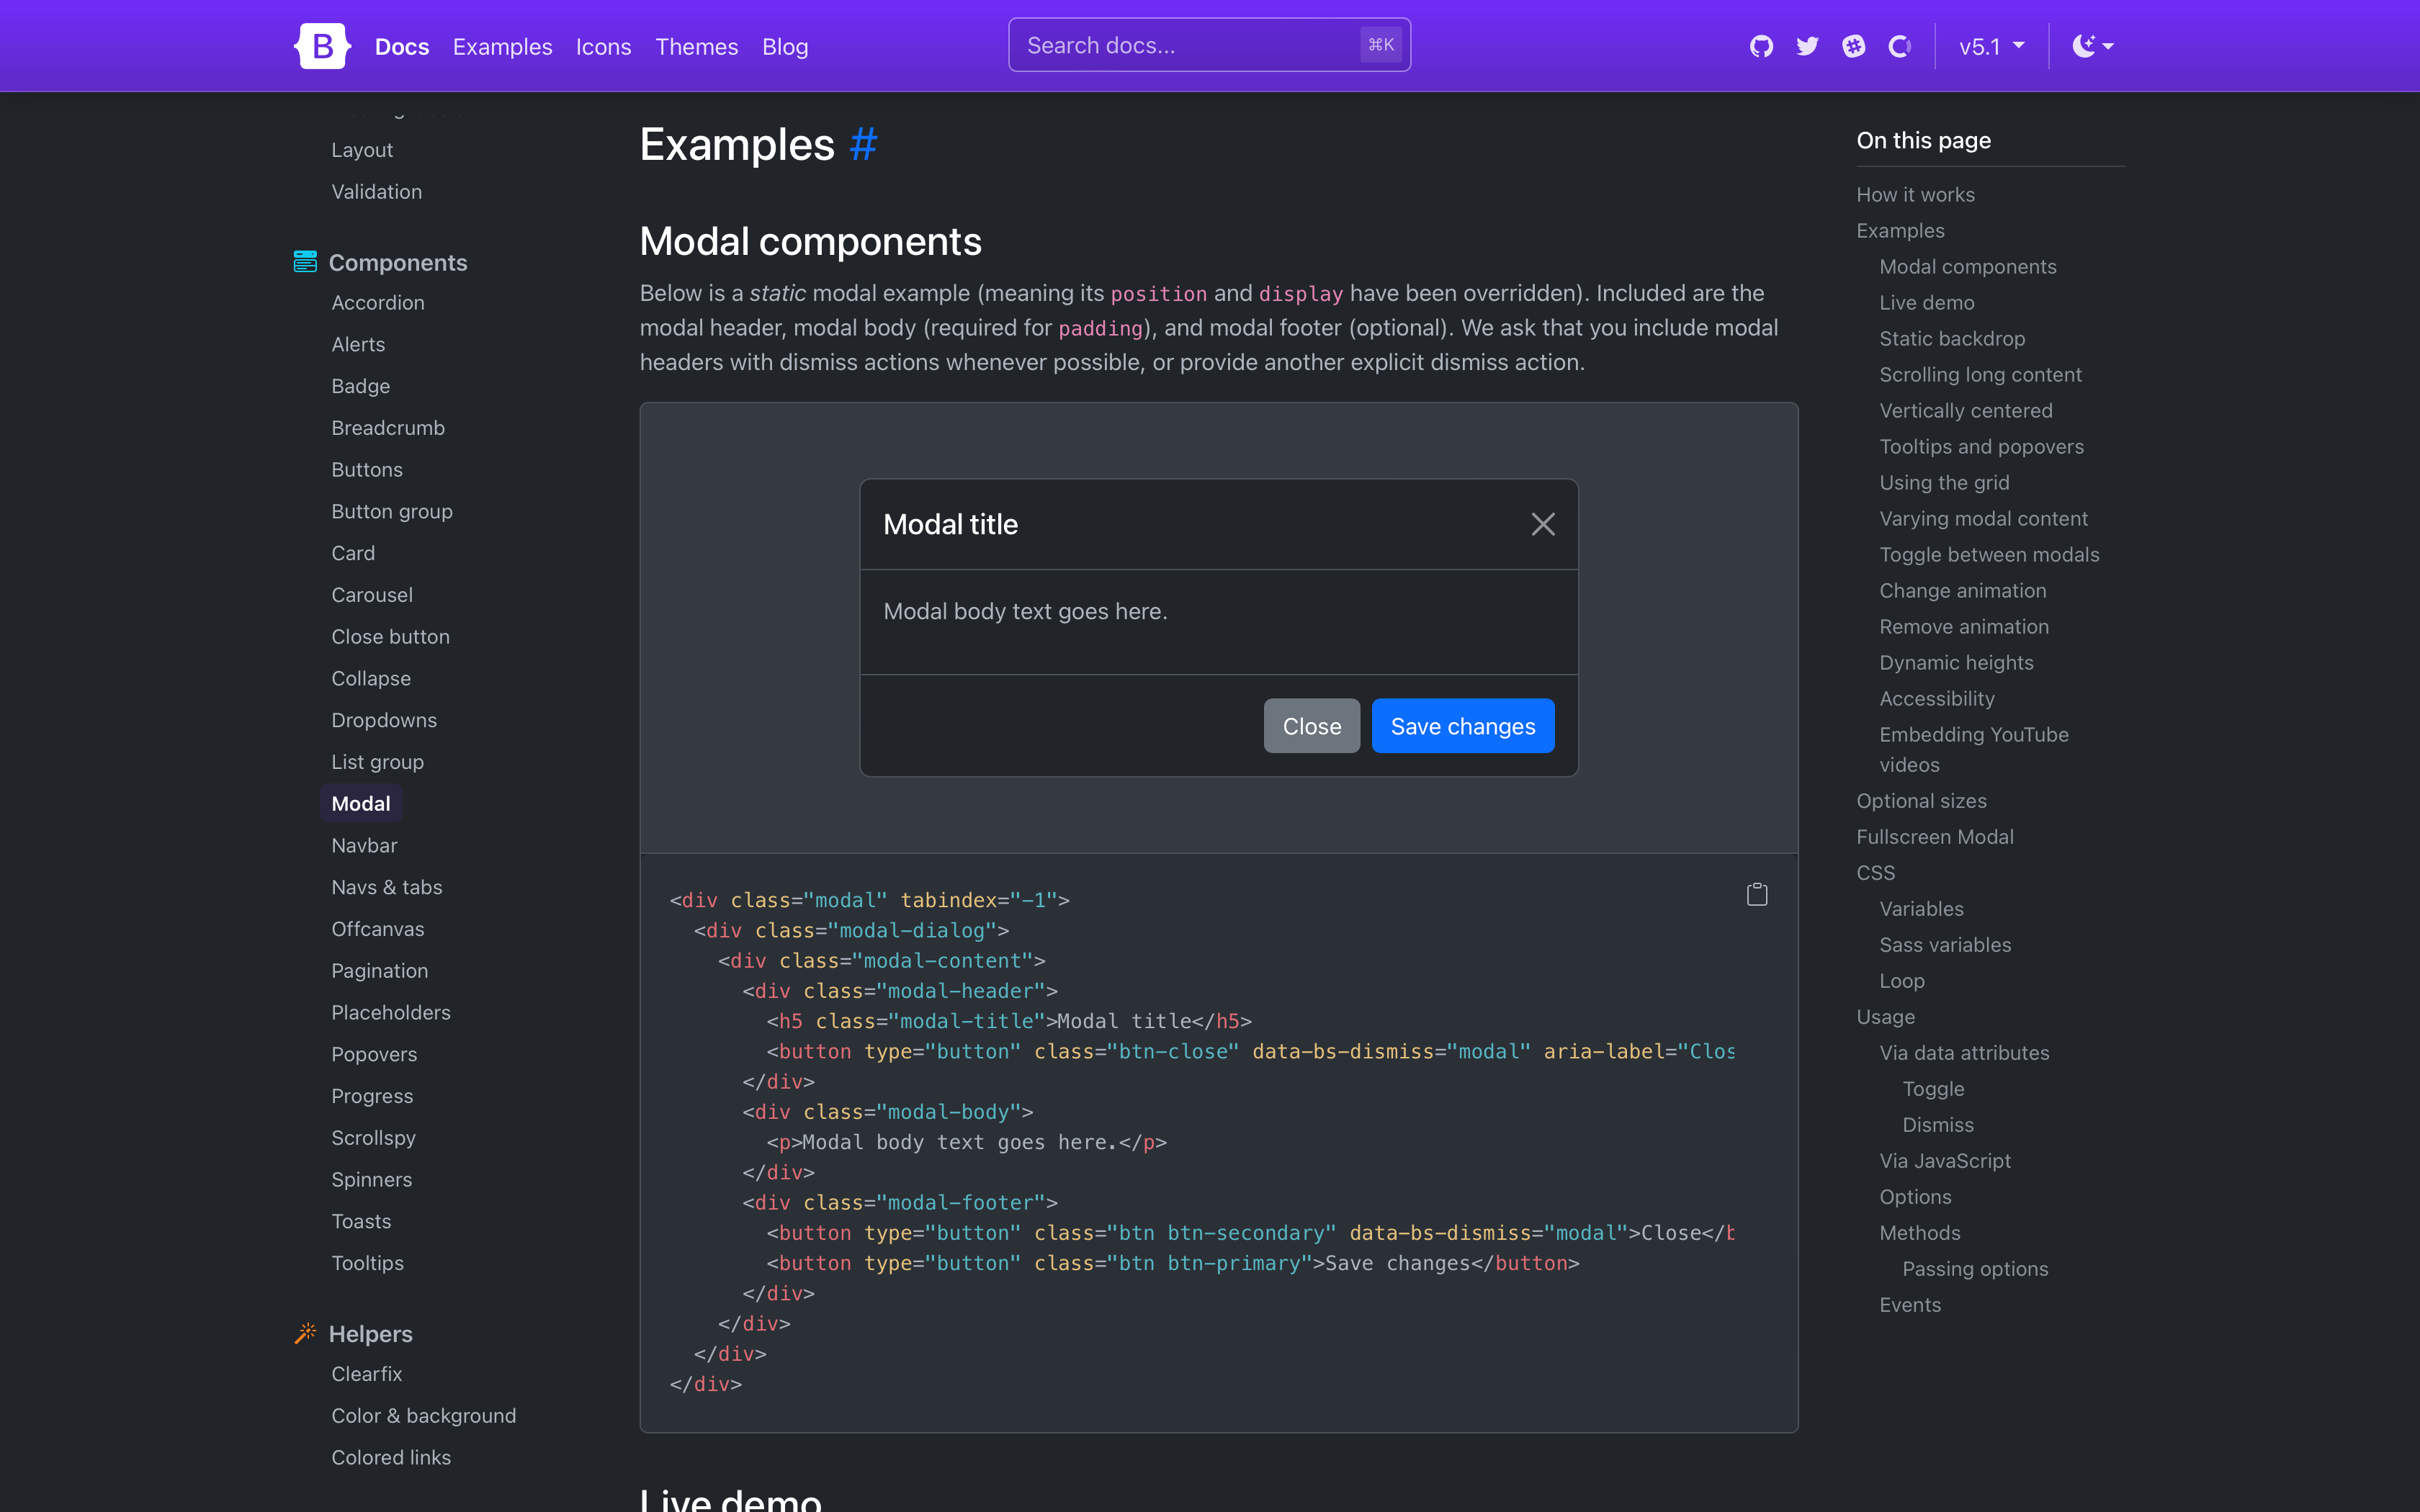 B Docs Examples Icons Themes Blog
Search docs... ⌘K
v5.1
Layout
Validation
Components
Accordion
Alerts
Badge
Breadcrumb
Buttons
Button group
Card
Carousel
Close button
Collapse
Dropdowns
List group
Modal
Navbar
Navs & tabs
Offcanvas
Pagination
Placeholders
Popovers
Progress
Scrollspy
Spinners
Toasts
Tooltips
Helpers
Clearfix
Color & background
Colored links
Examples #
Modal components
Below is a static modal example (meaning its position and display have been overridden). Included are the
modal header, modal body (required for padding), and modal footer (optional). We ask that you include modal
headers with dismiss actions whenever possible, or provide another explicit dismiss action.
Modal title
Modal body text goes here.
Close Save changes
<div class="modal" tabindex="-1">
  <div class="modal-dialog">
    <div class="modal-content">
      <div class="modal-header">
        <h5 class="modal-title">Modal title</h5>
        <button type="button" class="btn-close" data-bs-dismiss="modal" aria-label="Clos
      </div>
      <div class="modal-body">
        <p>Modal body text goes here.</p>
      </div>
      <div class="modal-footer">
        <button type="button" class="btn btn-secondary" data-bs-dismiss="modal">Close</b
        <button type="button" class="btn btn-primary">Save changes</button>
      </div>
    </div>
  </div>
</div>
Live demo
On this page
How it works
Examples
Modal components
Live demo
Static backdrop
Scrolling long content
Vertically centered
Tooltips and popovers
Using the grid
Varying modal content
Toggle between modals
Change animation
Remove animation
Dynamic heights
Accessibility
Embedding YouTube
videos
Optional sizes
Fullscreen Modal
CSS
Variables
Sass variables
Loop
Usage
Via data attributes
Toggle
Dismiss
Via JavaScript
Options
Methods
Passing options
Events